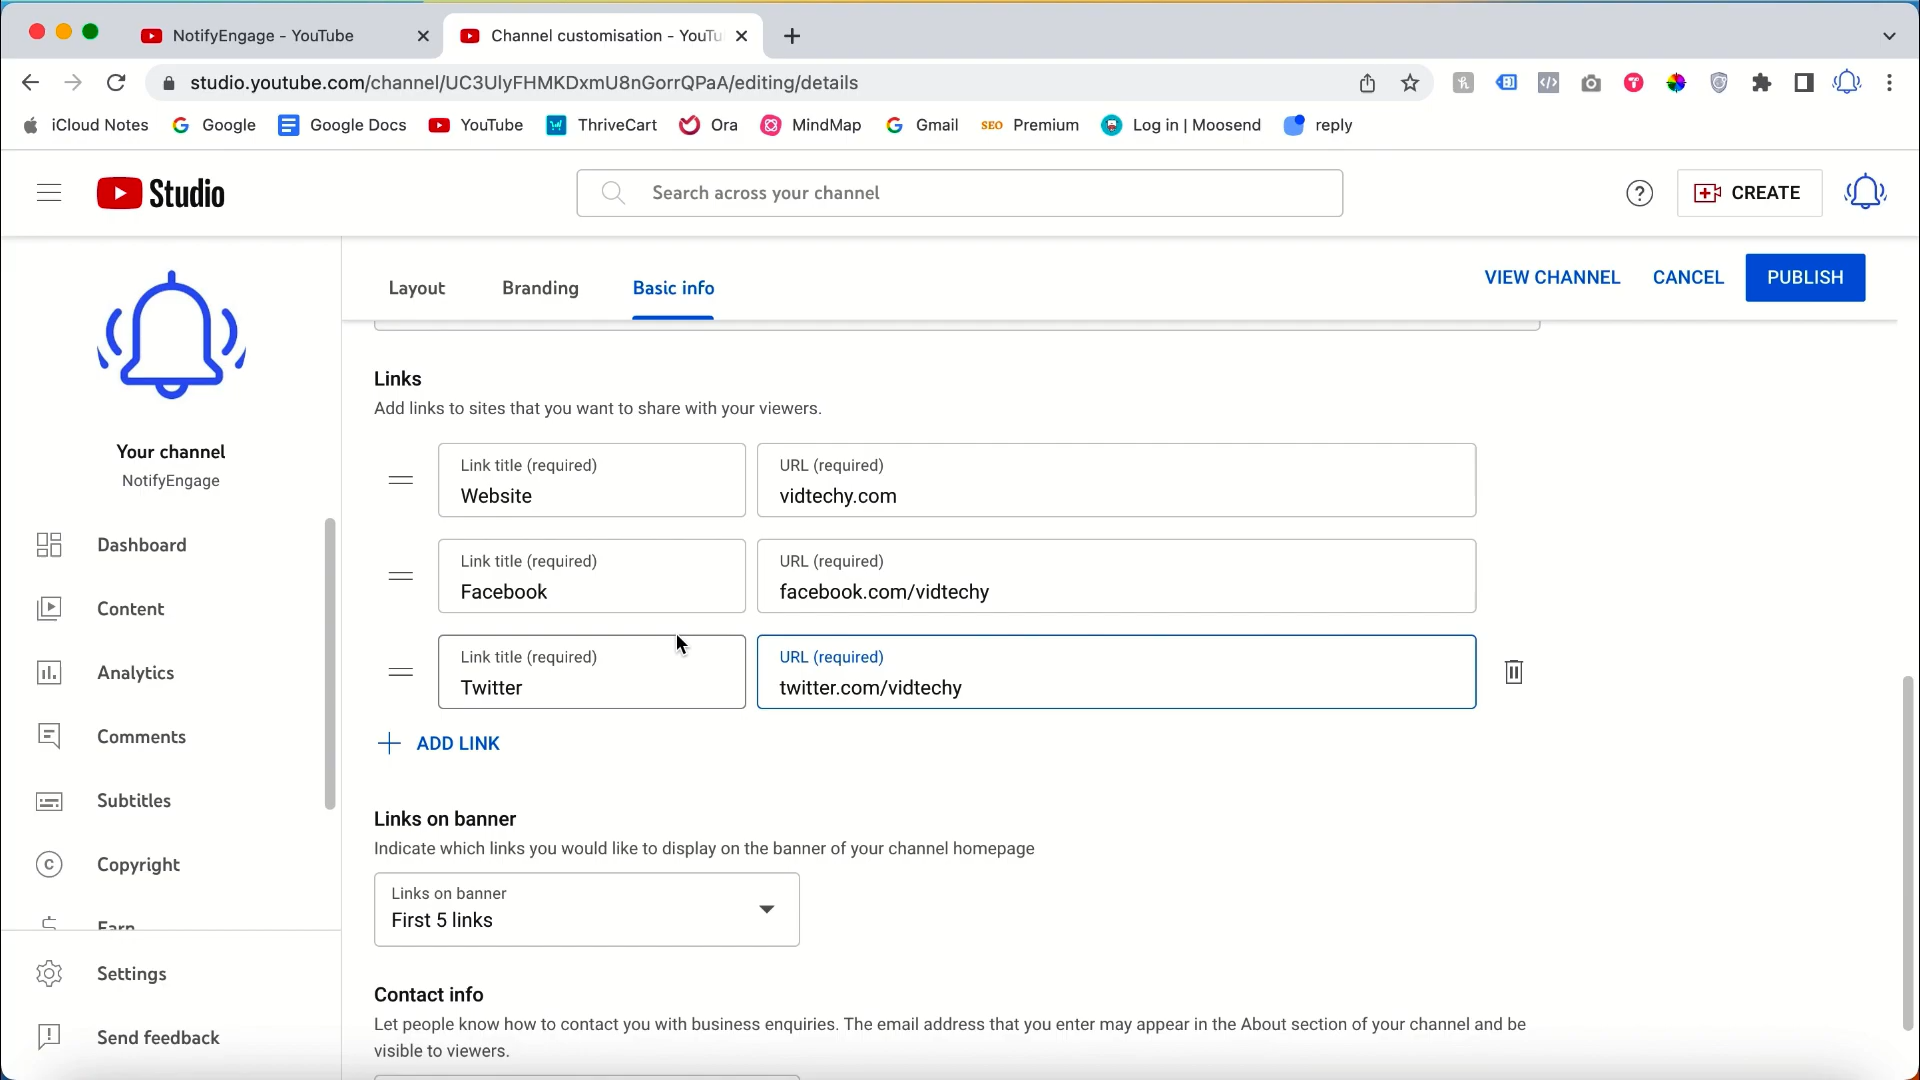 NotifyEngage - YouTube
Channel customisation - YouTu
studio.youtube.com/channel/UC3UlyFHMKDxmU8nGorrQPaA/editing/details
iCloud Notes
Google
Google Docs
YouTube
ThriveCart
Ora
MindMap
Gmail
SEO Premium
Log in | Moosend
reply
Studio
Search across your channel
CREATE
Your channel
NotifyEngage
Dashboard
Content
Analytics
Comments
Subtitles
Copyright
Earn
Settings
Send feedback
Layout
Branding
Basic info
VIEW CHANNEL
CANCEL
PUBLISH
Links
Add links to sites that you want to share with your viewers.
Link title (required)
Website
URL (required)
vidtechy.com
Link title (required)
Facebook
URL (required)
facebook.com/vidtechy
Link title (required)
Twitter
URL (required)
twitter.com/vidtechy
ADD LINK
Links on banner
Indicate which links you would like to display on the banner of your channel homepage
Links on banner
First 5 links
Contact info
Let people know how to contact you with business enquiries. The email address that you enter may appear in the About section of your channel and be
visible to viewers.